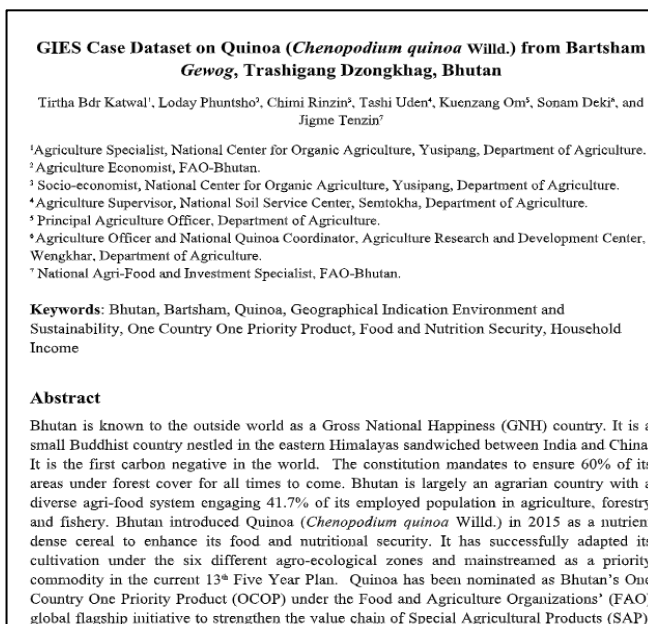 GIES Case Dataset on Quinoa (Chenopodium quinoa Willd.) from Bartsham
Gewog, Trashigang Dzongkhag, Bhutan
Tirtha Bdr Katwal¹, Loday Phuntsho², Chimi Rinzin³, Tashi Uden⁴, Kuenzang Om⁵, Sonam Deki⁶, and
Jigme Tenzin⁷
¹Agriculture Specialist, National Center for Organic Agriculture, Yusipang, Department of Agriculture.
² Agriculture Economist, FAO-Bhutan.
³ Socio-economist, National Center for Organic Agriculture, Yusipang, Department of Agriculture.
⁴ Agriculture Supervisor, National Soil Service Center, Semtokha, Department of Agriculture.
⁵ Principal Agriculture Officer, Department of Agriculture.
⁶ Agriculture Officer and National Quinoa Coordinator, Agriculture Research and Development Center,
Wengkhar, Department of Agriculture.
⁷ National Agri-Food and Investment Specialist, FAO-Bhutan.
Keywords: Bhutan, Bartsham, Quinoa, Geographical Indication Environment and
Sustainability, One Country One Priority Product, Food and Nutrition Security, Household
Income
Abstract
Bhutan is known to the outside world as a Gross National Happiness (GNH) country. It is a
small Buddhist country nestled in the eastern Himalayas sandwiched between India and China
It is the first carbon negative in the world. The constitution mandates to ensure 60% of its
areas under forest cover for all times to come. Bhutan is largely an agrarian country with a
diverse agri-food system engaging 41.7% of its employed population in agriculture, forestry
and fishery. Bhutan introduced Quinoa (Chenopodium quinoa Willd.) in 2015 as a nutrient
dense cereal to enhance its food and nutritional security. It has successfully adapted its
cultivation under the six different agro-ecological zones and mainstreamed as a priority
commodity in the current 13th Five Year Plan. Quinoa has been nominated as Bhutan's One
Country One Priority Product (OCOP) under the Food and Agriculture Organizations' (FAO)
global flagship initiative to strengthen the value chain of Special Agricultural Products (SAP)